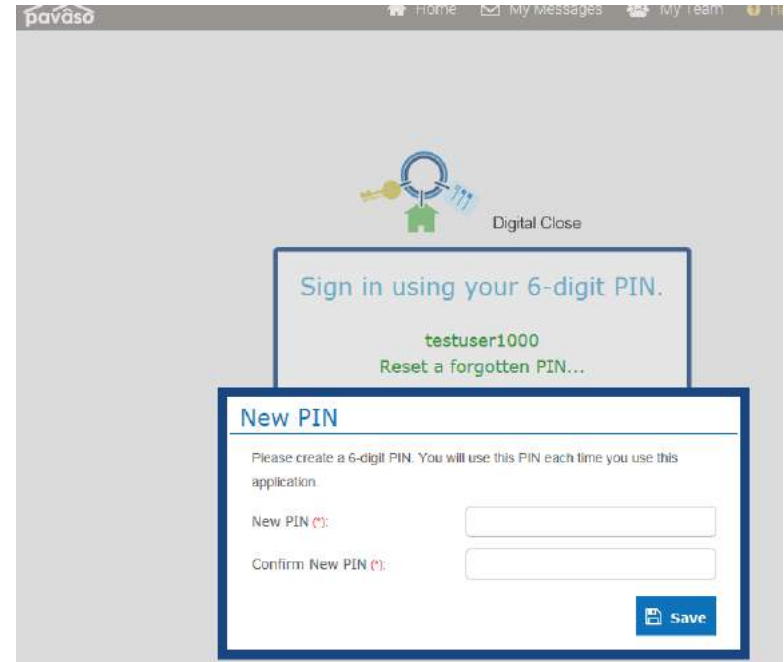 pavaso
Home My Messages My Team
Digital Close
Sign in using your 6-digit PIN.
testuser1000
Reset a forgotten PIN...
New PIN
Please create a 6-digit PIN. You will use this PIN each time you use this
application.
New PIN (*):
Confirm New PIN (*):
Save